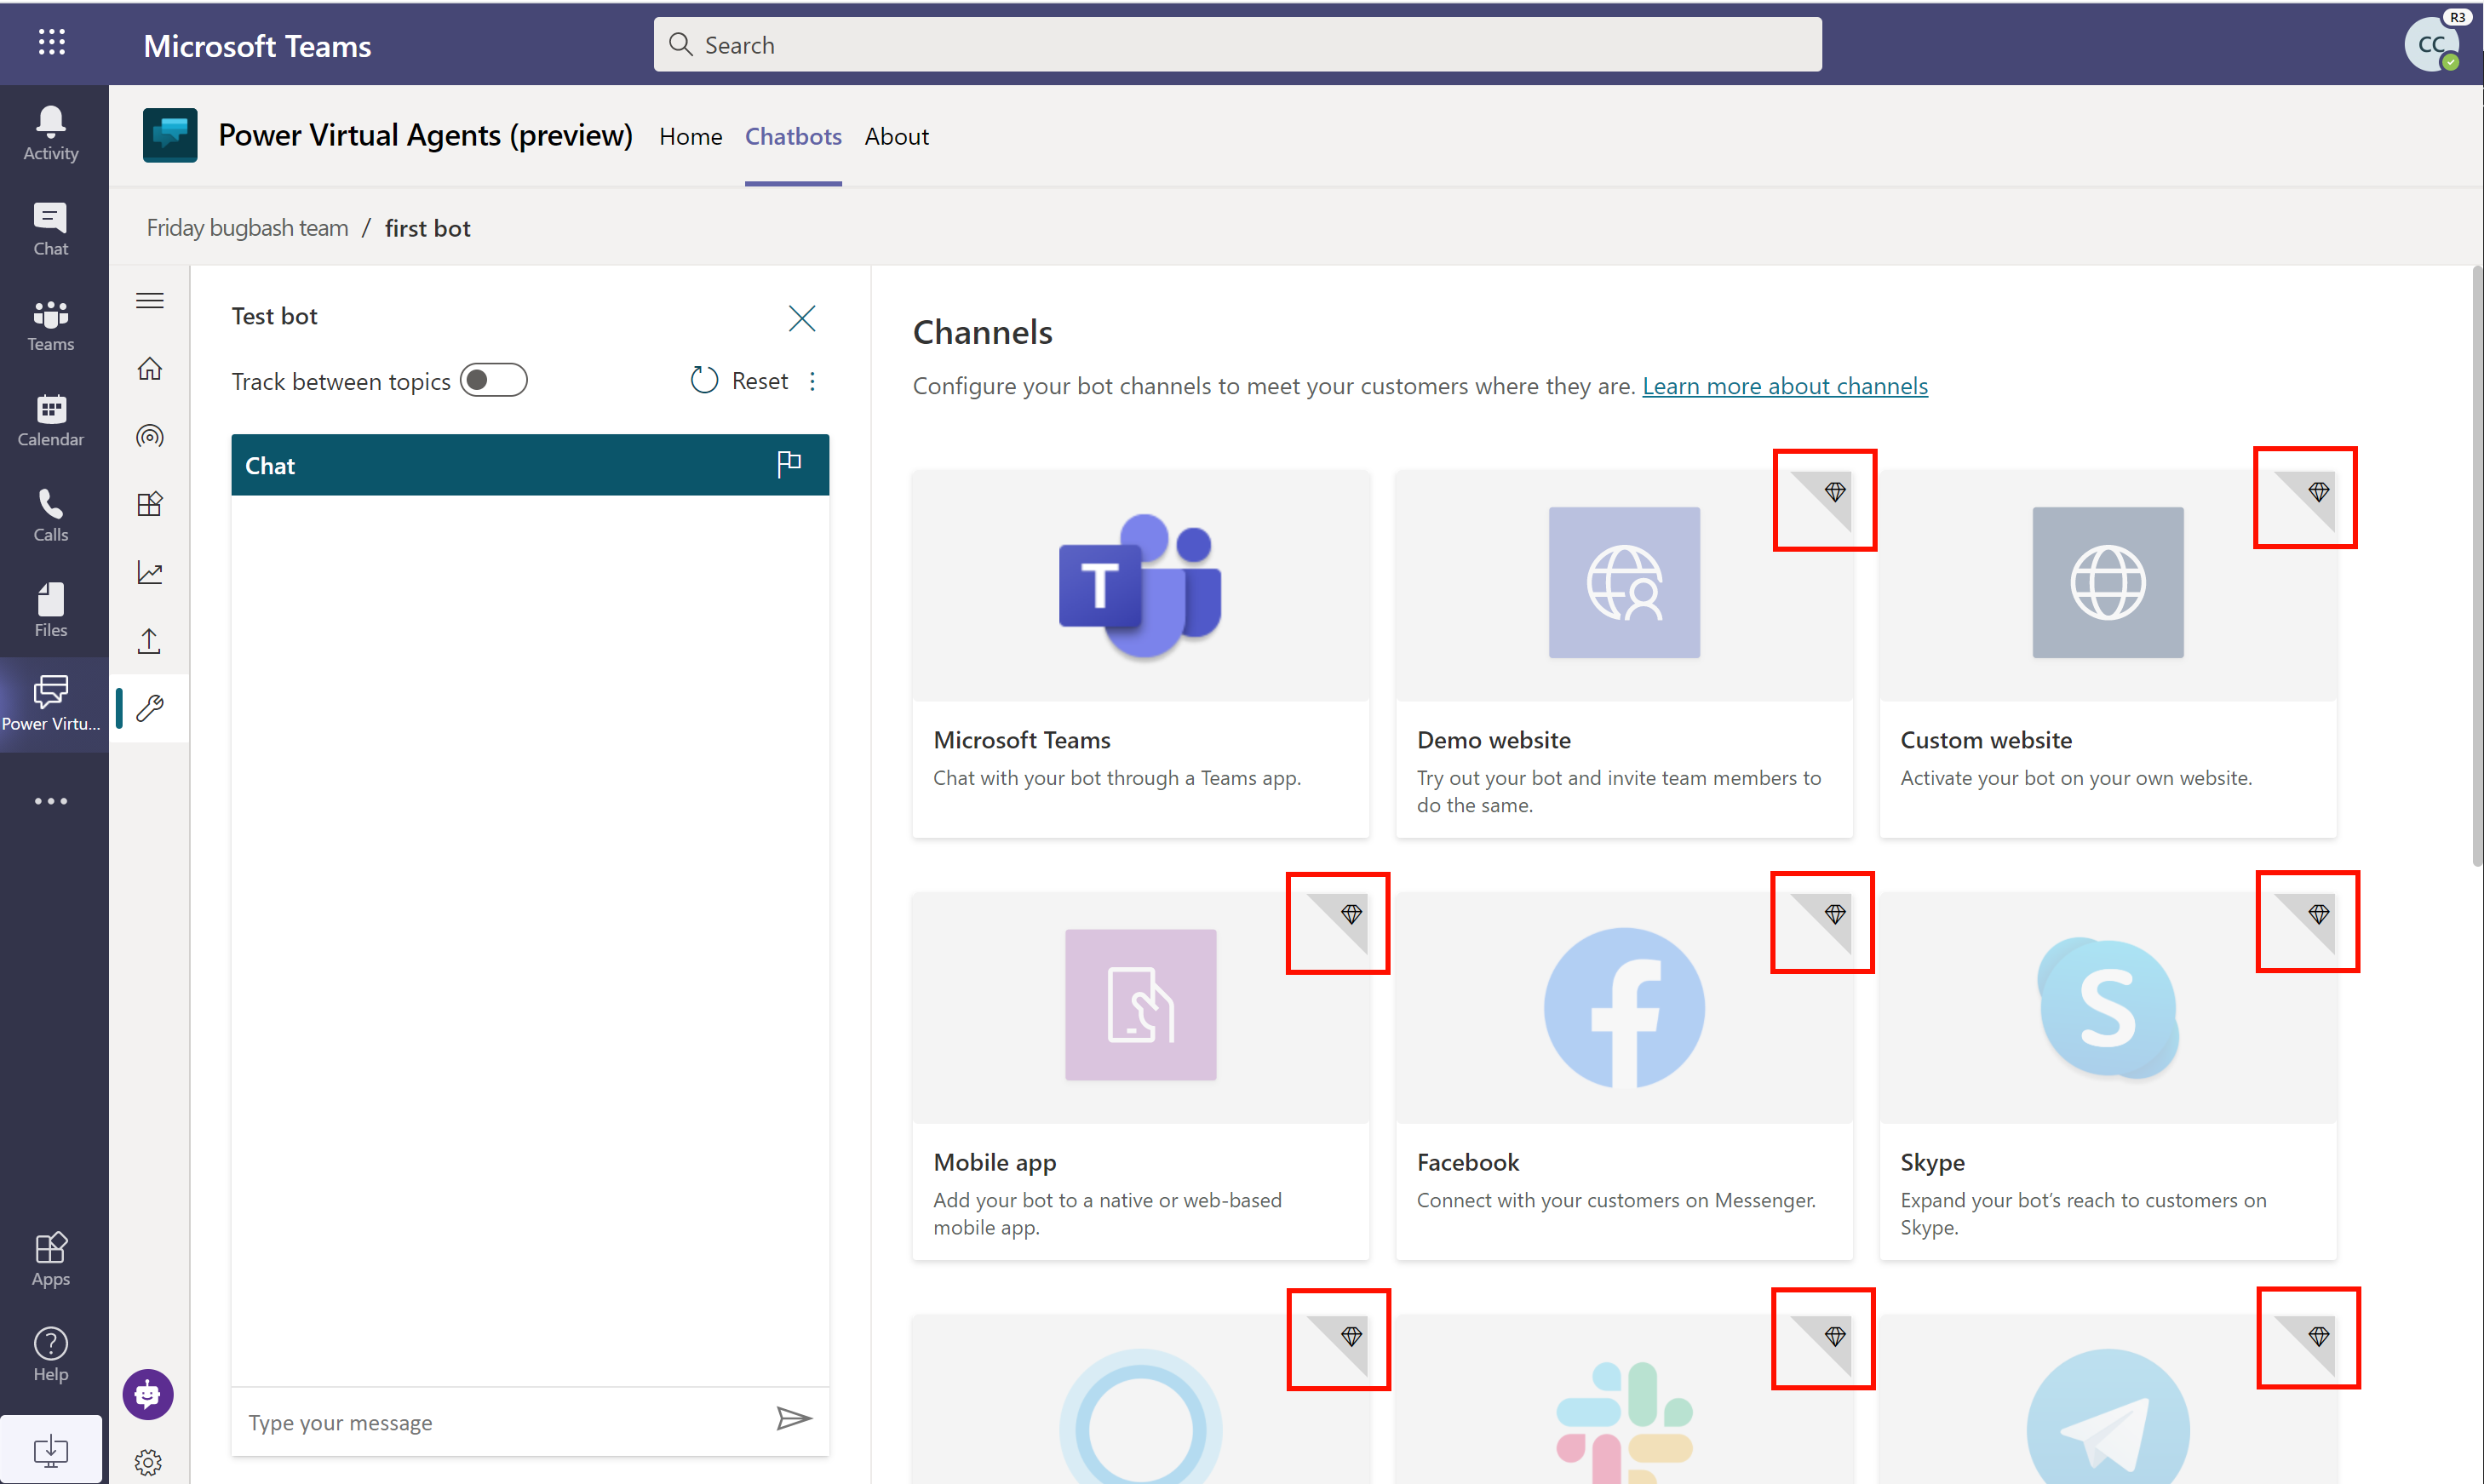 Microsoft Teams
Search
R3
CC
Activity
Chat
Teams
Calendar
Calls
Files
Power Virtu...
Apps
Help
Power Virtual Agents (preview)
Home
Chatbots
About
Friday bugbash team / first bot
Test bot
Track between topics
Reset
Chat
Type your message
Channels
Configure your bot channels to meet your customers where they are. Learn more about channels
T
Microsoft Teams
Chat with your bot through a Teams app.
Demo website
Try out your bot and invite team members to
do the same.
Custom website
Activate your bot on your own website.
Mobile app
Add your bot to a native or web-based
mobile app.
Facebook
Connect with your customers on Messenger.
S
Skype
Expand your bot’s reach to customers on
Skype.